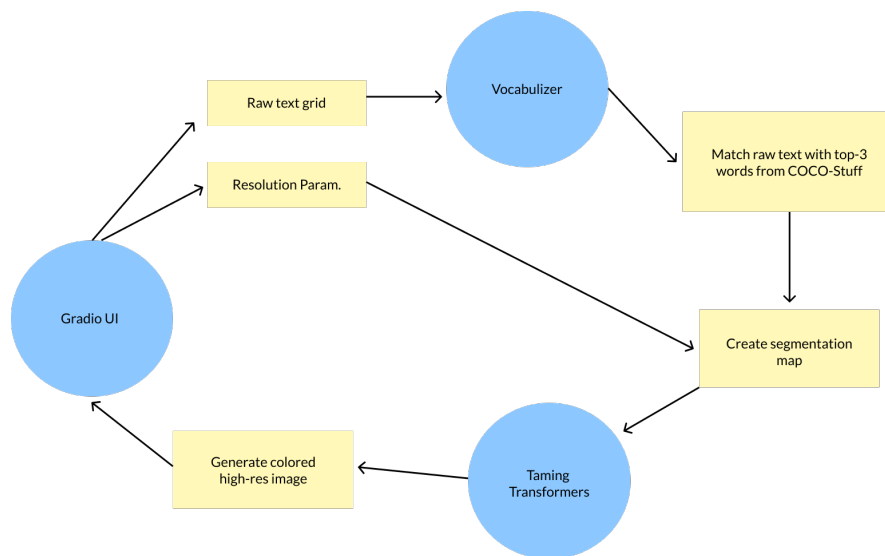 Raw text grid
Vocabulizer
Match raw text with top-3
words from COCO-Stuff
Resolution Param.
Gradio UI
Create segmentation
map
Taming
Transformers
Generate colored
high-res image